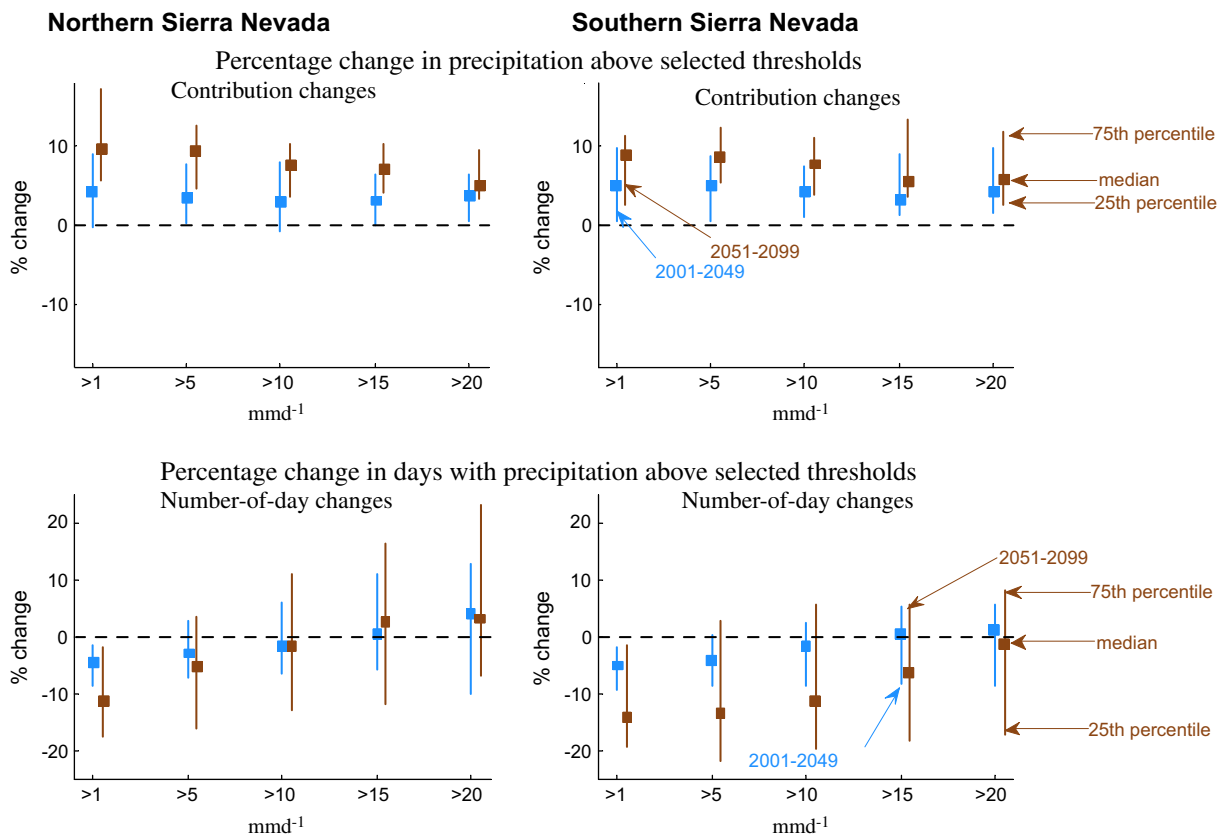 Northern Sierra Nevada
Southern Sierra Nevada
Percentage change in precipitation above selected thresholds
Contribution changes
% change
10
0
-10
>1 >5 >10 >15 >20
mmd-1
Contribution changes
% change
10
0
-10
75th percentile
median
25th percentile
2051-2099
2001-2049
>1 >5 >10 >15 >20
mmd-1
Percentage change in days with precipitation above selected thresholds
Number-of-day changes
% change
20
10
0
-10
-20
>1 >5 >10 >15 >20
mmd-1
Number-of-day changes
% change
20
10
0
-10
-20
2051-2099
75th percentile
median
25th percentile
2001-2049
>1 >5 >10 >15 >20
mmd-1